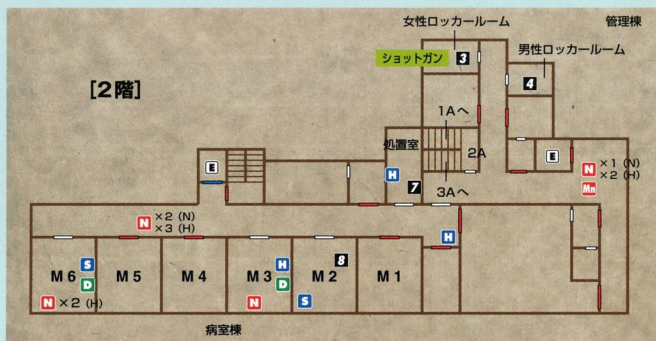 女性ロッカールーム
管理棟
ショットガン
3
男性ロッカールーム
4
[2階]
1Aへ
処置室
2A
3Aへ
E
E
H
7
N ×1 (N)
×2 (H)
Mn
N ×2 (N)
×3 (H)
H
M6
S
D
N ×2 (H)
M5
M4
M3
H
D
N
M2
8
S
M1
病室棟